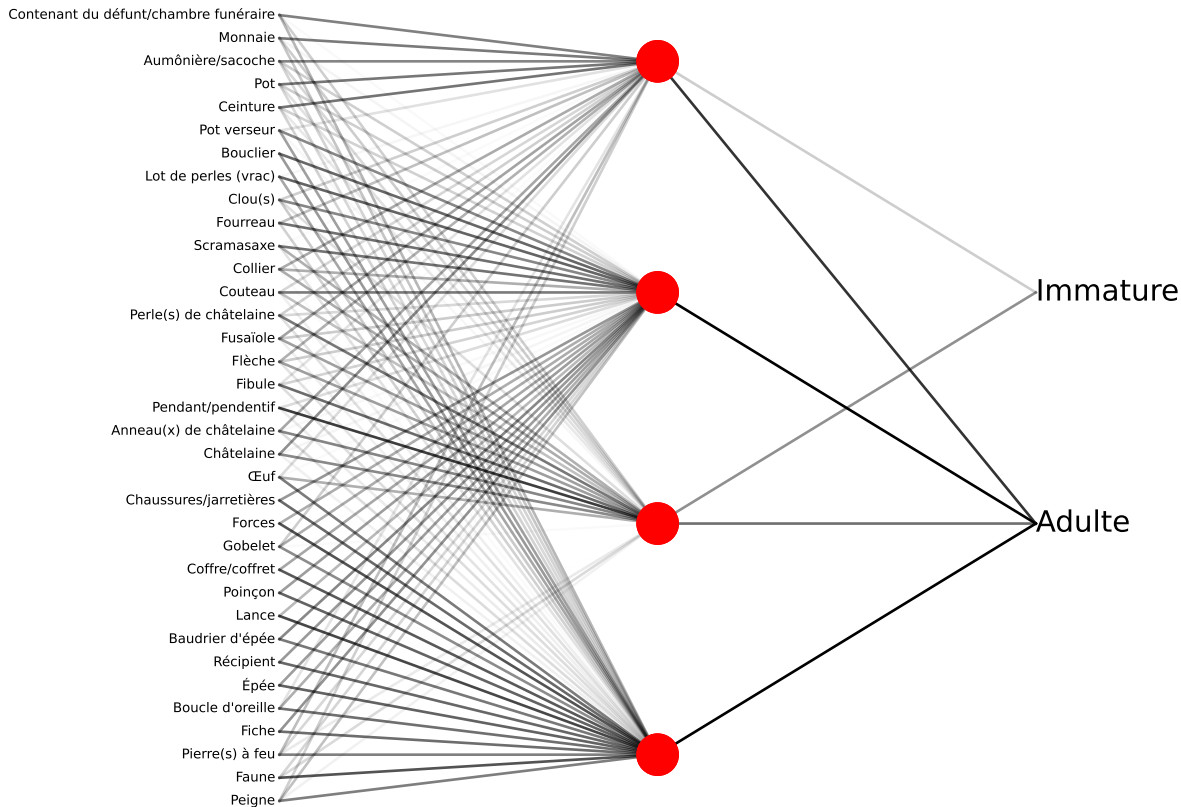 Contenant du défunt/chambre funéraire
Monnaie
Aumônière/sacoche
Pot
Ceinture
Pot verseur
Bouclier
Lot de perles (vrac)
Clou(s)
Fourreau
Scramasaxe
Collier
Couteau
Perle(s) de châtelaine
Fusaïole
Flèche
Fibule
Pendant/pendentif
Anneau(x) de châtelaine
Châtelaine
Œuf
Chaussures/jarretières
Forces
Gobelet
Coffre/coffret
Poinçon
Lance
Baudrier d'épée
Récipient
Épée
Boucle d'oreille
Fiche
Pierre(s) à feu
Faune
Peigne
Immature
Adulte